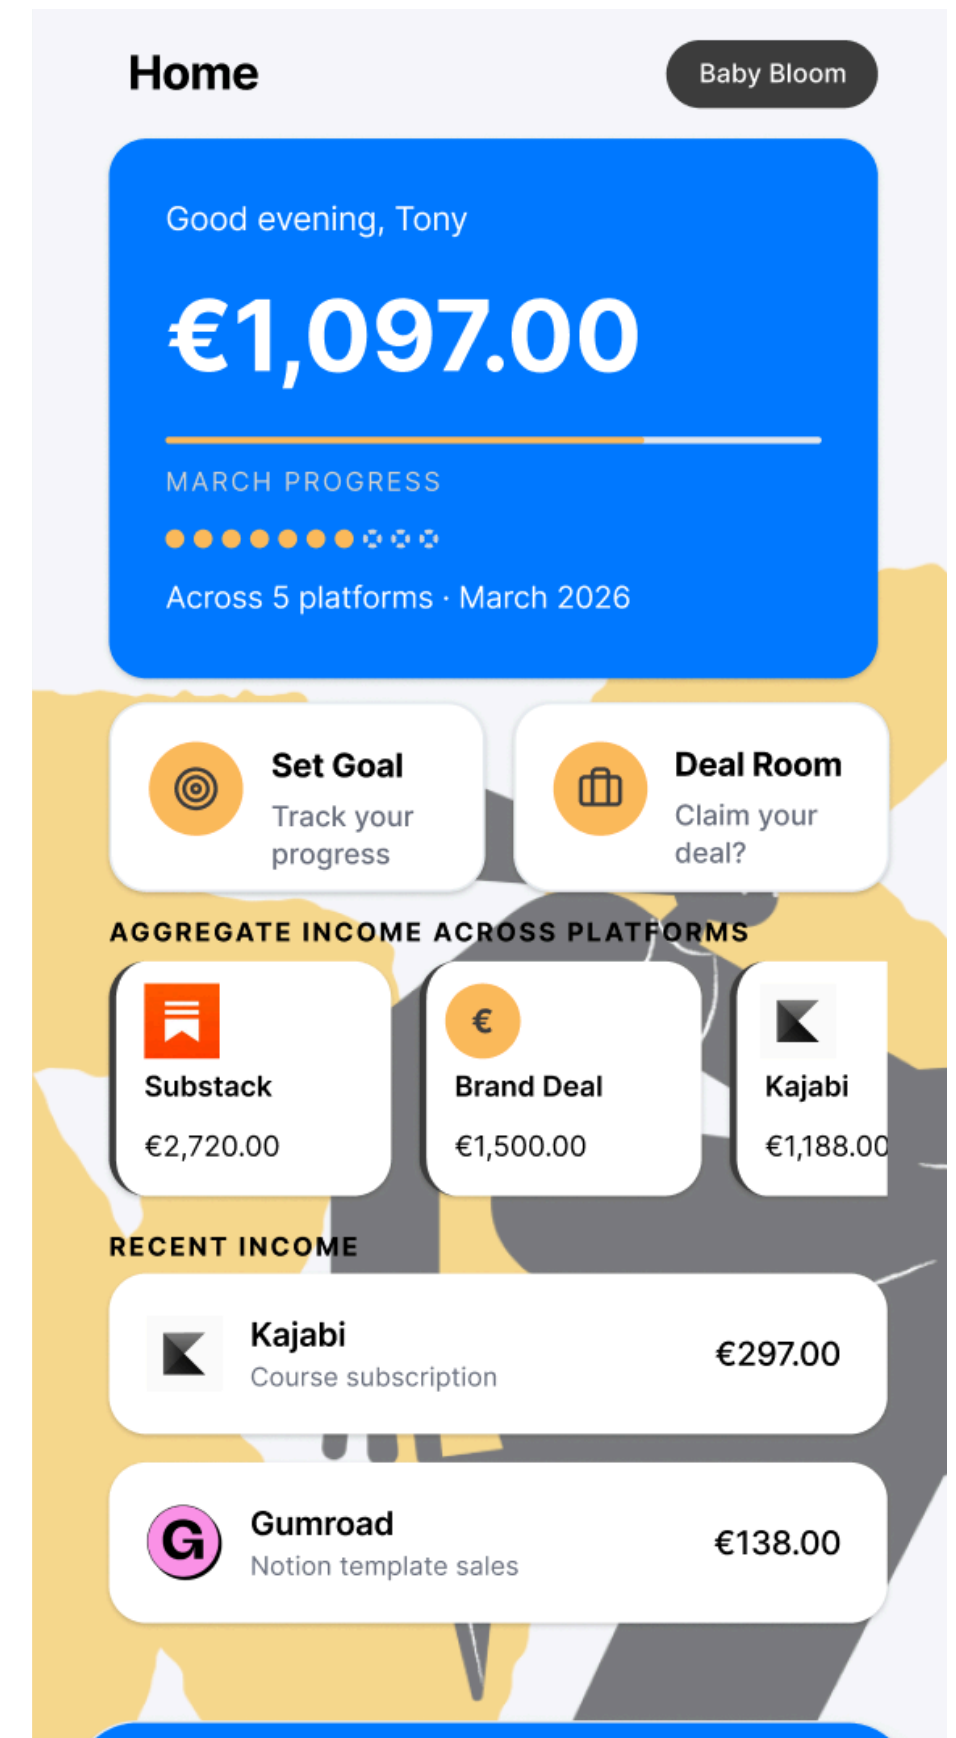 Home
Baby Bloom
Good evening, Tony
€1,097.00
MARCH PROGRESS
Across 5 platforms · March 2026
Set Goal
Track your
progress
Deal Room
Claim your
deal?
AGGREGATE INCOME ACROSS PLATFORMS
Substack
€2,720.00
€
Brand Deal
€1,500.00
Kajabi
€1,188.00
RECENT INCOME
Kajabi
Course subscription
€297.00
G
Gumroad
Notion template sales
€138.00